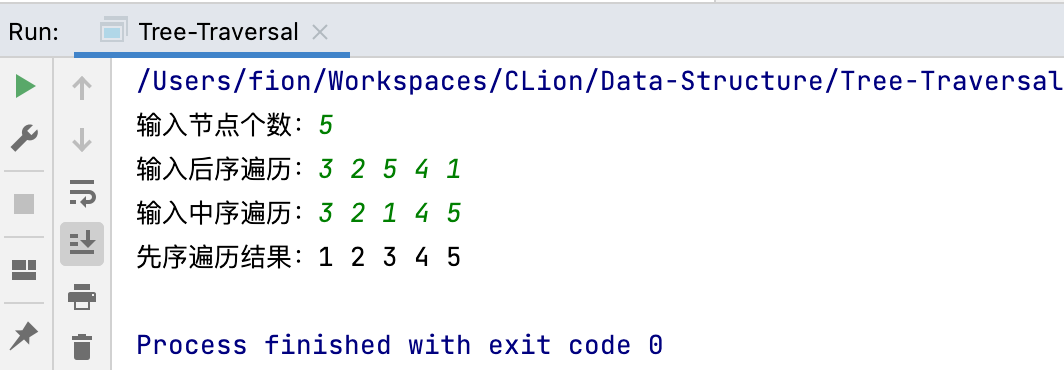 Run: Tree-Traversal
/Users/fion/Workspaces/CLion/Data-Structure/Tree-Traversal
输入节点个数：5
输入后序遍历：3 2 5 4 1
输入中序遍历：3 2 1 4 5
先序遍历结果：1 2 3 4 5
Process finished with exit code 0